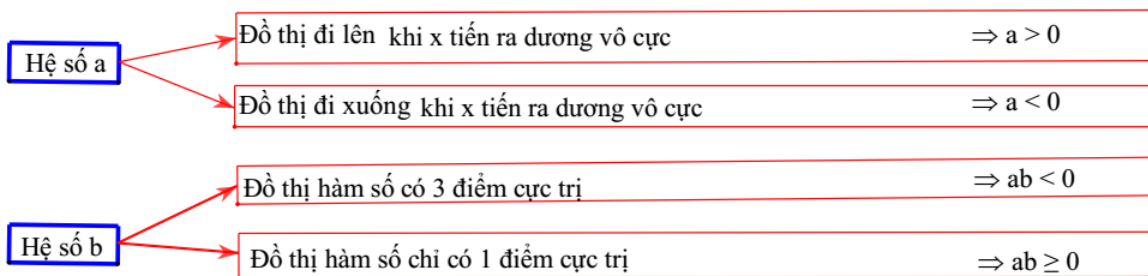 Đồ thị đi lên khi x tiến ra dương vô cực ⇒ a > 0
Hệ số a
Đồ thị đi xuống khi x tiến ra dương vô cực ⇒ a < 0
Đồ thị hàm số có 3 điểm cực trị ⇒ ab < 0
Hệ số b
Đồ thị hàm số chỉ có 1 điểm cực trị ⇒ ab ≥ 0